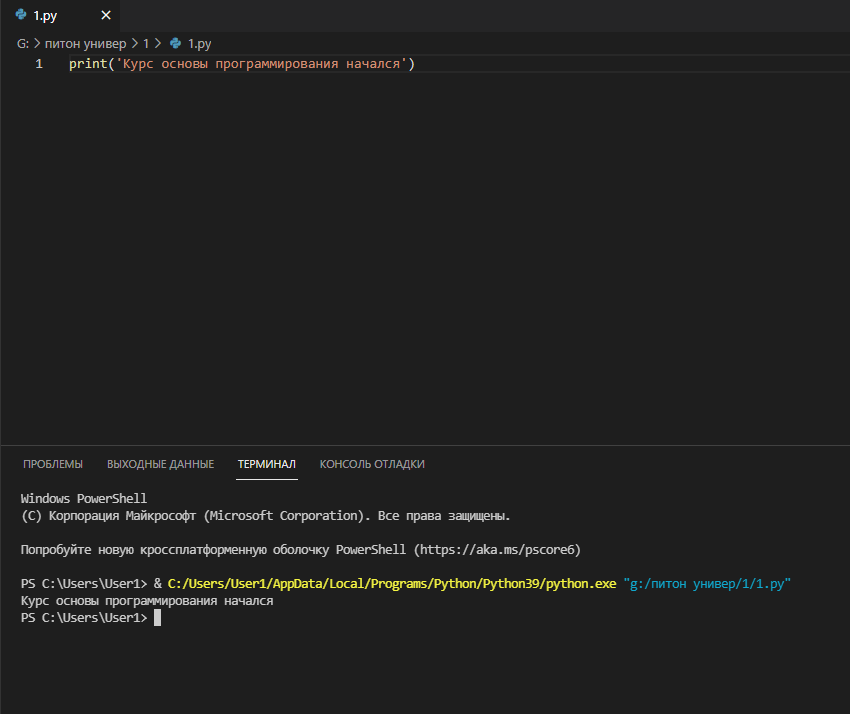 1.py ✕
G: > питон универ > 1 > 1.py
1 print('Курс основы программирования начался')
ПРОБЛЕМЫ ВЫХОДНЫЕ ДАННЫЕ ТЕРМИНАЛ КОНСОЛЬ ОТЛАДКИ
Windows PowerShell
(C) Корпорация Майкрософт (Microsoft Corporation). Все права защищены.
Попробуйте новую кроссплатформенную оболочку PowerShell (https://aka.ms/pscore6)
PS C:\Users\User1> & C:/Users/User1/AppData/Local/Programs/Python/Python39/python.exe "g:/питон универ/1/1.py"
Курс основы программирования начался
PS C:\Users\User1>